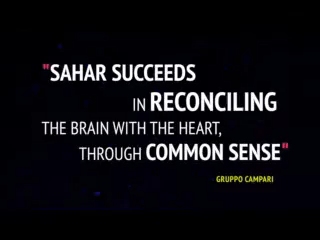 "SAHAR SUCCEEDS
IN RECONCILING
THE BRAIN WITH THE HEART,
THROUGH COMMON SENSE"
GRUPPO CAMPARI